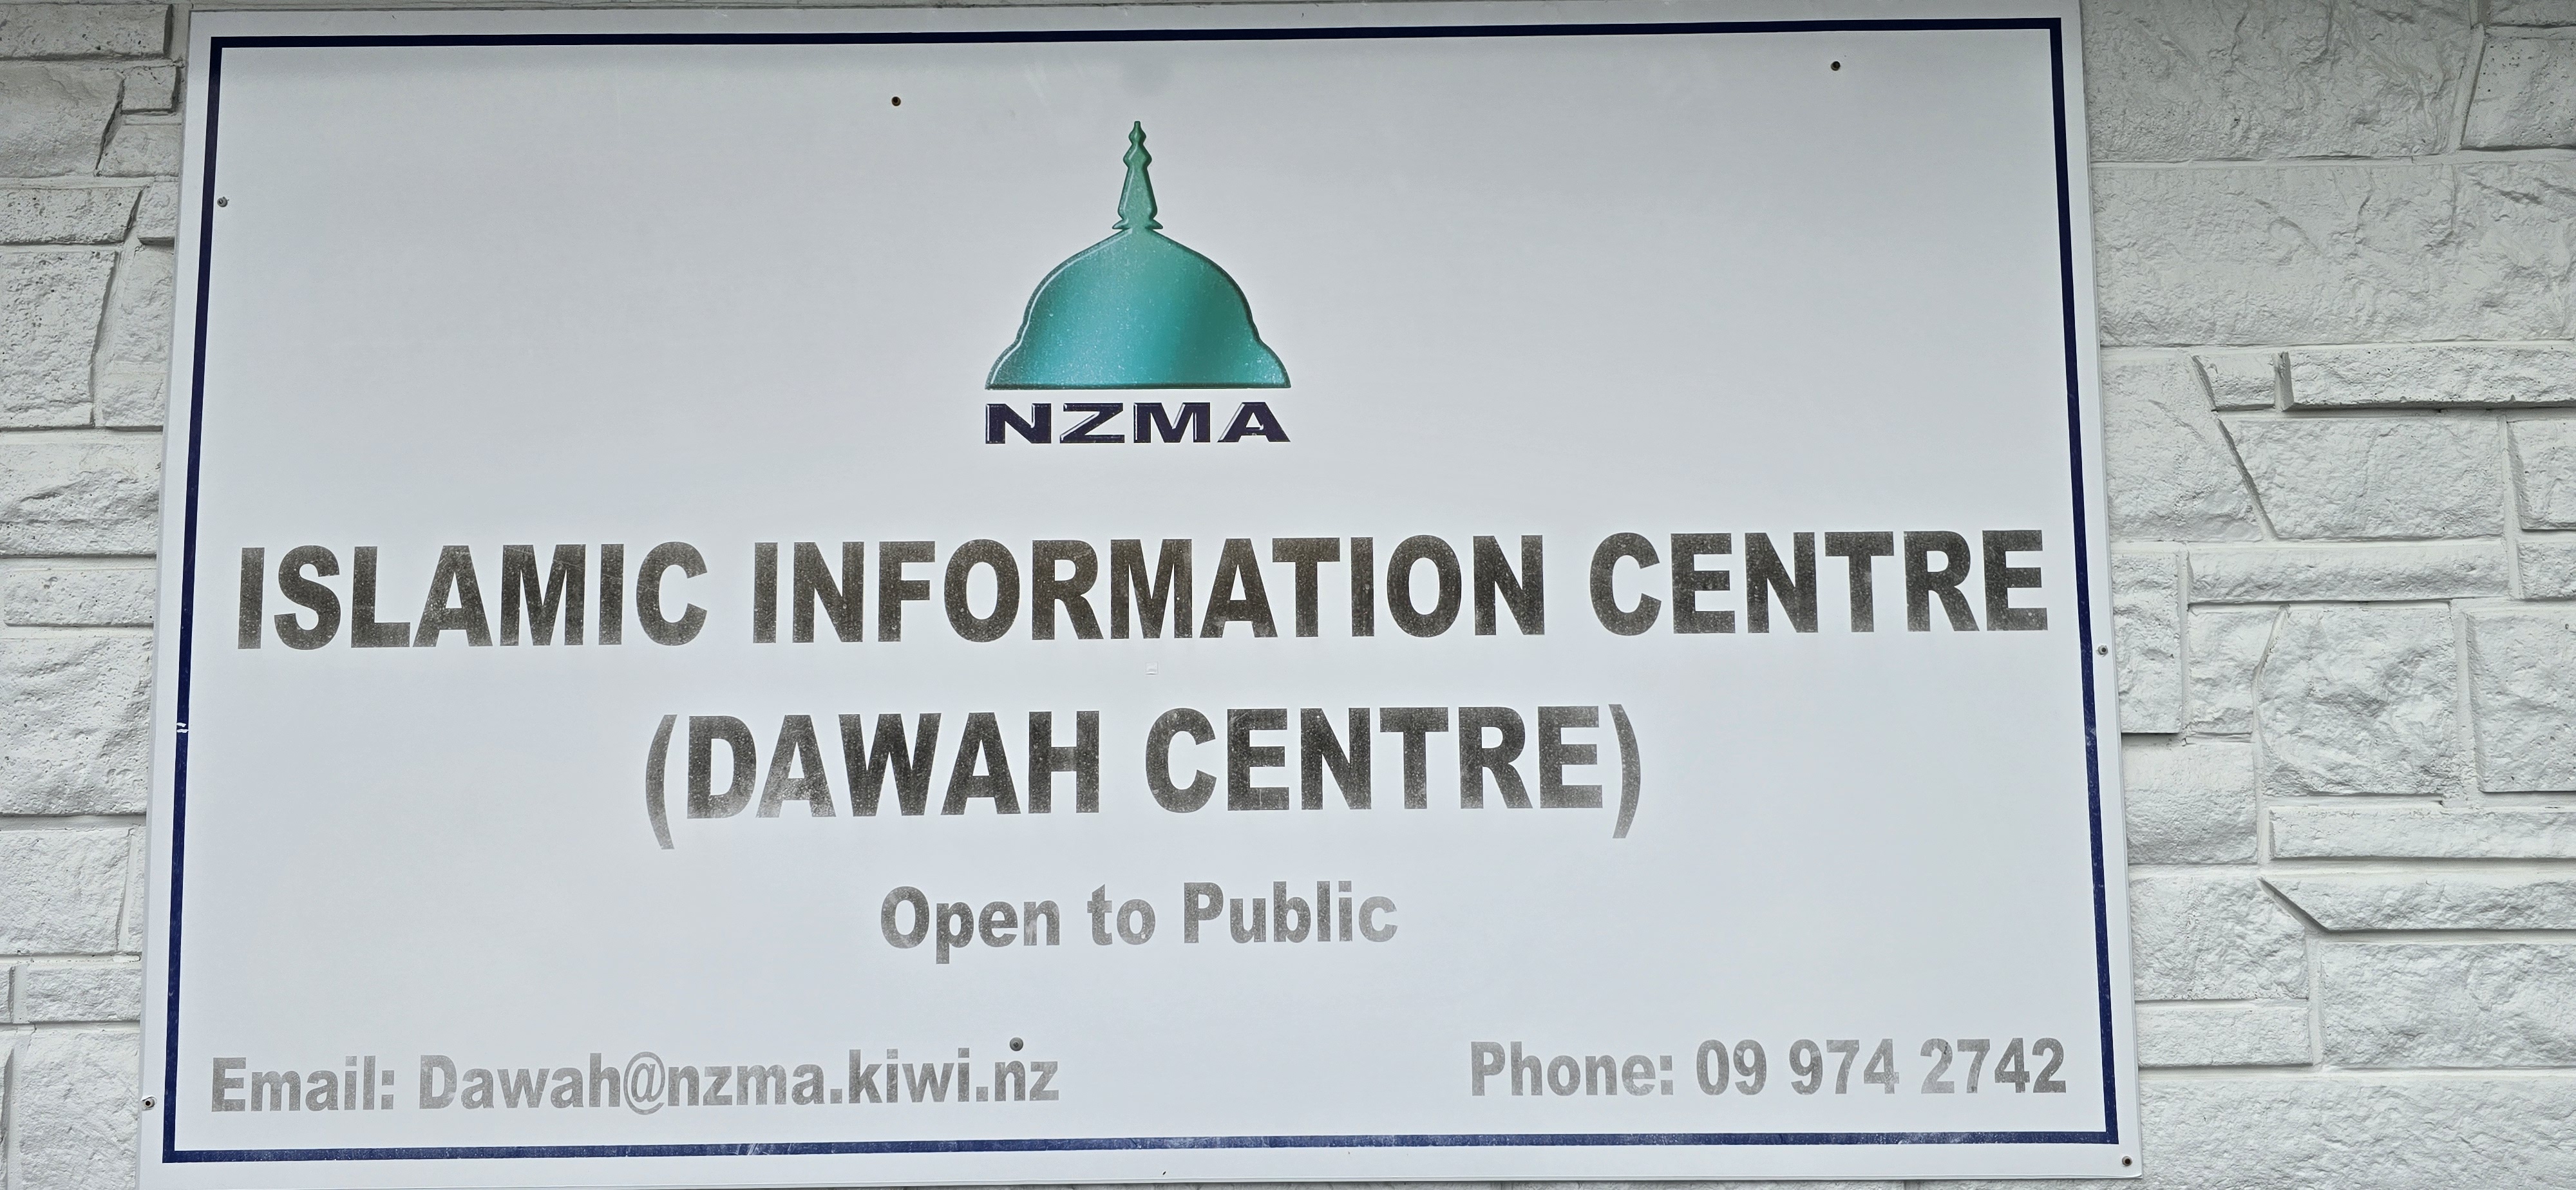 NZMA
ISLAMIC INFORMATION CENTRE
(DAWAH CENTRE)
Open to Public
Email: Dawah@nzma.kiwi.nz
Phone: 09 974 2742